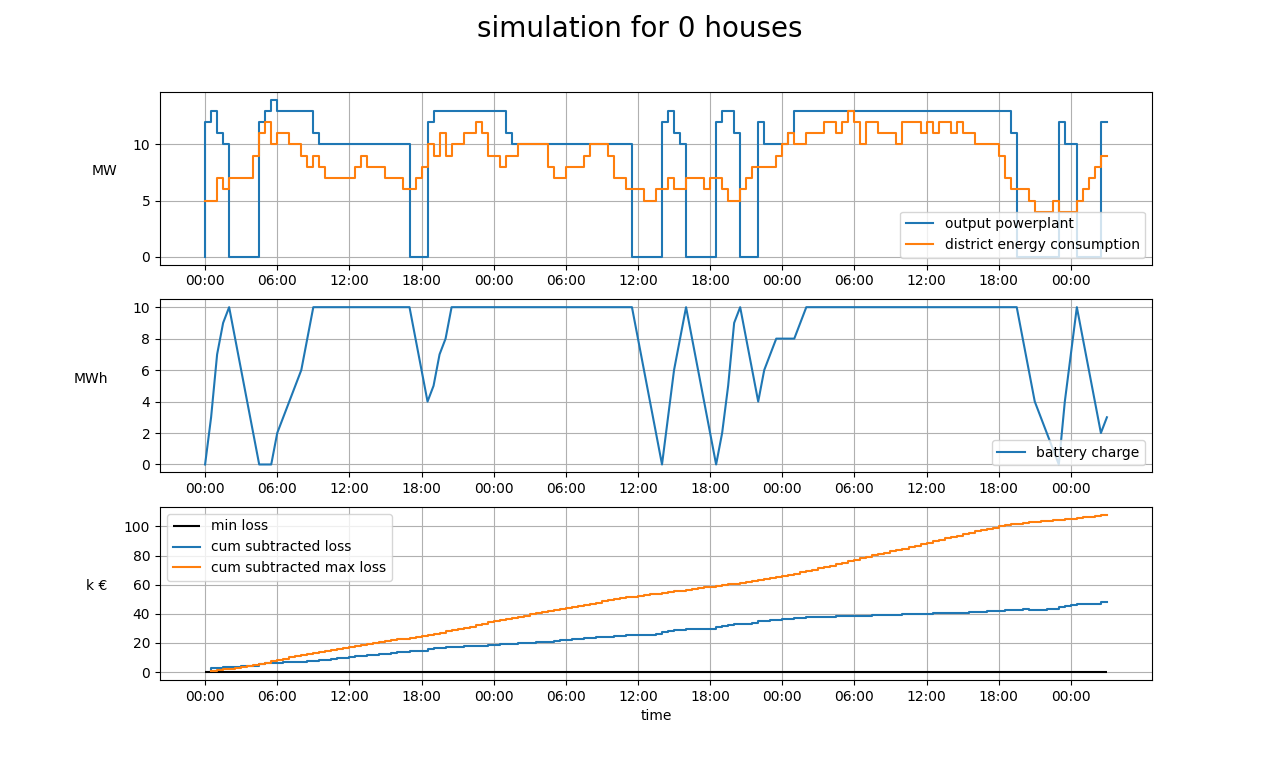 simulation for 0 houses
MW
10
5
0
output powerplant
district energy consumption
00:00 06:00 12:00 18:00 00:00 06:00 12:00 18:00 00:00 06:00 12:00 18:00 00:00
MWh
10
8
6
4
2
0
battery charge
00:00 06:00 12:00 18:00 00:00 06:00 12:00 18:00 00:00 06:00 12:00 18:00 00:00
k €
100
80
60
40
20
0
min loss
cum subtracted loss
cum subtracted max loss
00:00 06:00 12:00 18:00 00:00 06:00 12:00 18:00 00:00 06:00 12:00 18:00 00:00
time